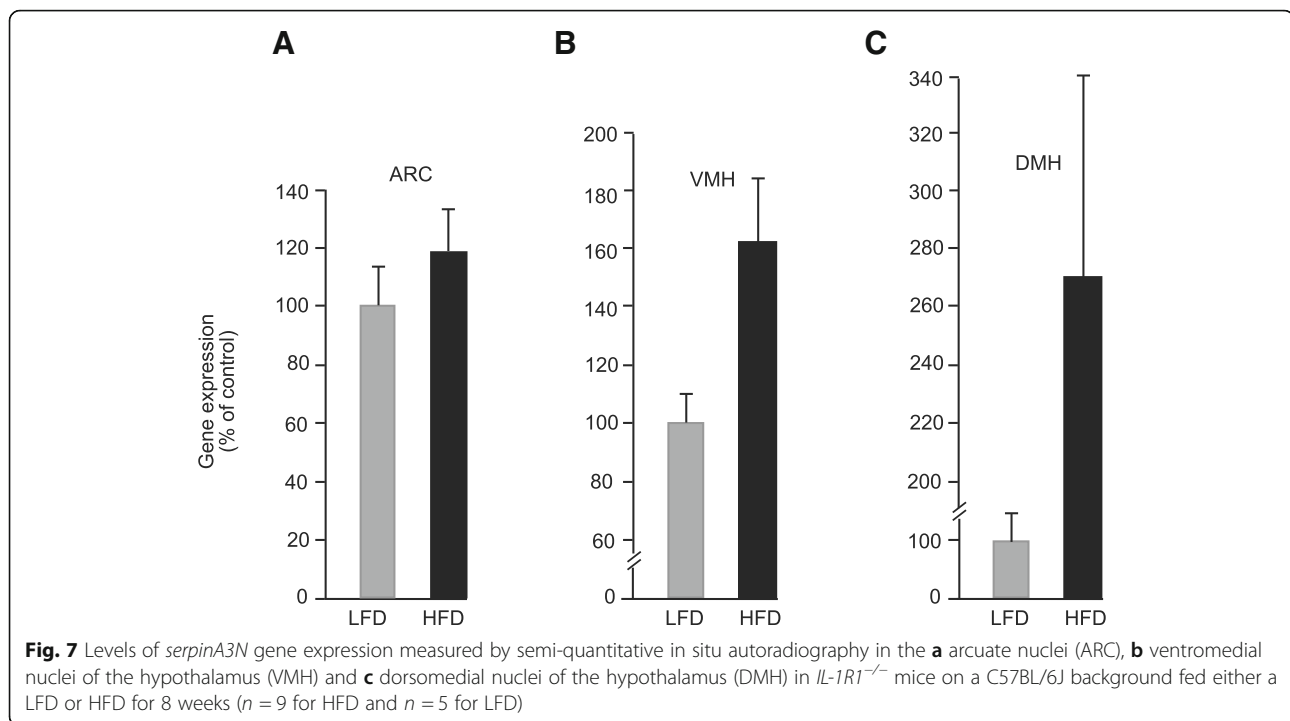 A
B
C
Gene expression
(% of control)
ARC
140
120
100
80
60
40
20
0
LFD HFD
VMH
200
180
160
140
120
100
80
60
0
LFD HFD
DMH
340
320
300
280
270
260
220
200
100
0
LFD HFD
Fig. 7 Levels of serpinA3N gene expression measured by semi-quantitative in situ autoradiography in the a arcuate nuclei (ARC), b ventromedial
nuclei of the hypothalamus (VMH) and c dorsomedial nuclei of the hypothalamus (DMH) in IL-1R1−/− mice on a C57BL/6J background fed either a
LFD or HFD for 8 weeks (n = 9 for HFD and n = 5 for LFD)